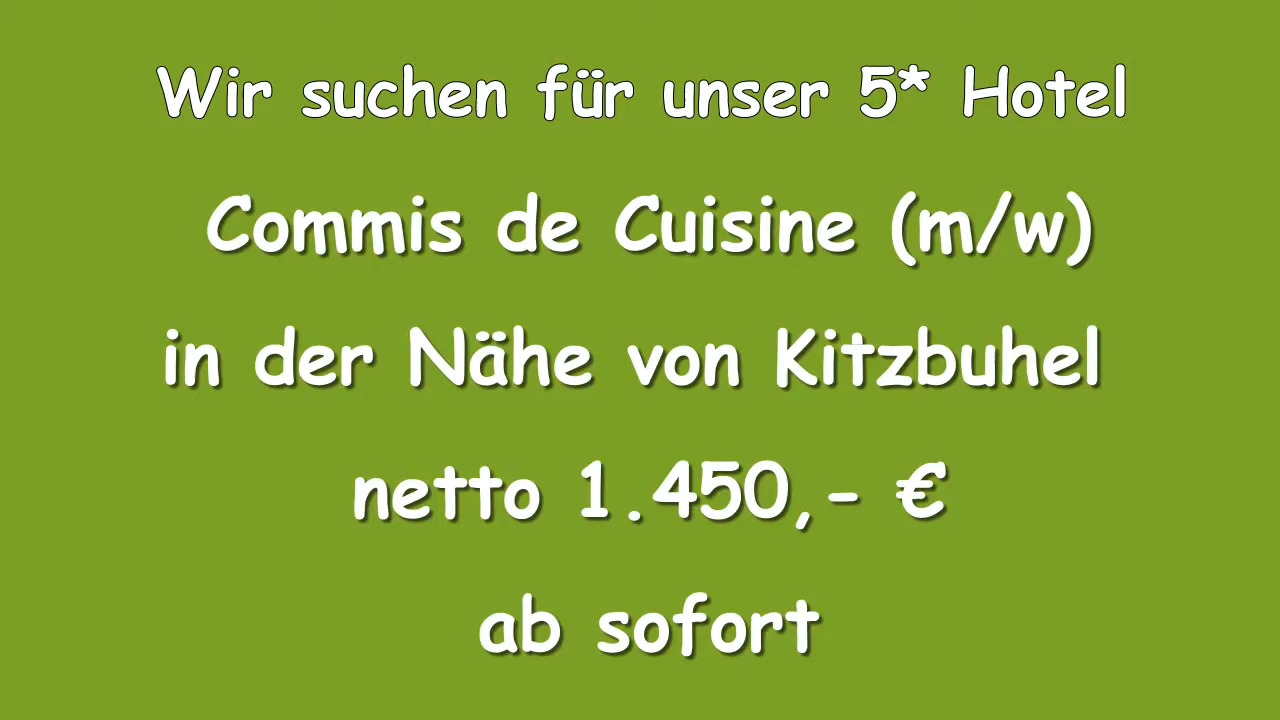 Wir suchen für unser 5* Hotel
Commis de Cuisine (m/w)
in der Nähe von Kitzbuhel
netto 1.450,- €
ab sofort